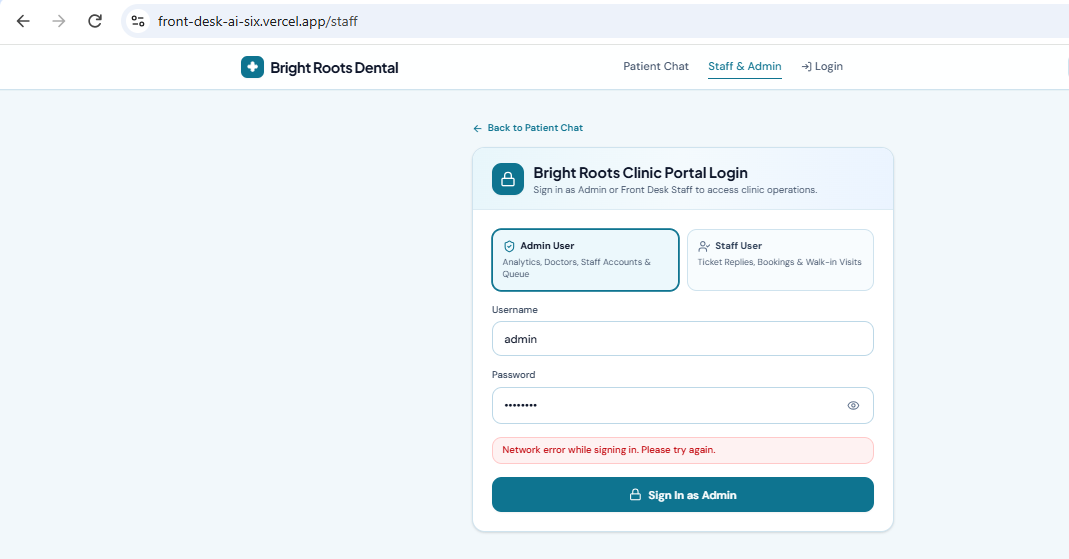 front-desk-ai-six.vercel.app/staff
Bright Roots Dental
Patient Chat
Staff & Admin
Login
Back to Patient Chat
Bright Roots Clinic Portal Login
Sign in as Admin or Front Desk Staff to access clinic operations.
Admin User
Analytics, Doctors, Staff Accounts &
Queue
Staff User
Ticket Replies, Bookings & Walk-in Visits
Username
admin
Password
••••••••
Network error while signing in. Please try again.
Sign In as Admin